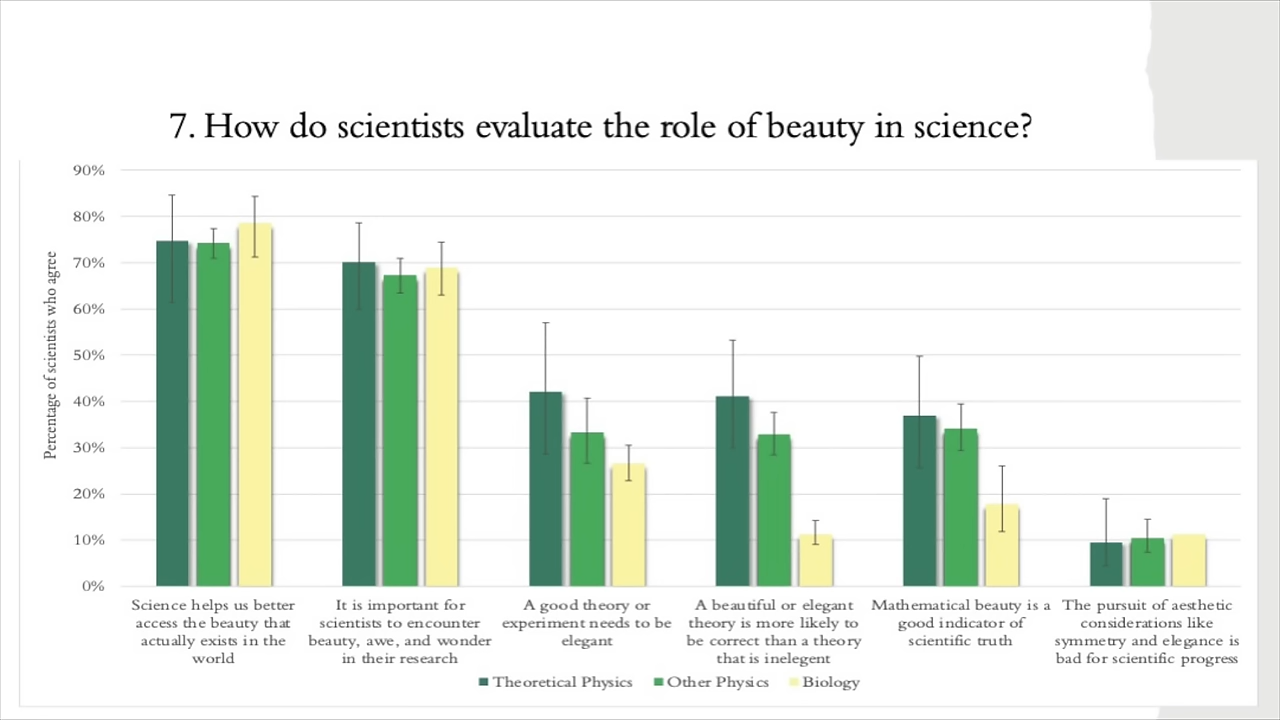 7. How do scientists evaluate the role of beauty in science?
90%
80%
70%
60%
50%
40%
30%
20%
10%
0%
Percentage of scientists who agree
Science helps us better
access the beauty that
actually exists in the
world
It is important for
scientists to encounter
beauty, awe, and wonder
in their research
A good theory or
experiment needs to be
elegant
A beautiful or elegant
theory is more likely to
be correct than a theory
that is inelegent
Mathematical beauty is a
good indicator of
scientific truth
The pursuit of aesthetic
considerations like
symmetry and elegance is
bad for scientific progress
Theoretical Physics
Other Physics
Biology